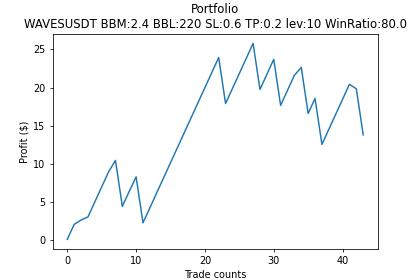 Portfolio
WAVESUSDT BBM:2.4 BBL:220 SL:0.6 TP:0.2 lev:10 WinRatio:80.0
25
20
15
10
5
0
Profit ($)
0
10
20
30
40
Trade counts